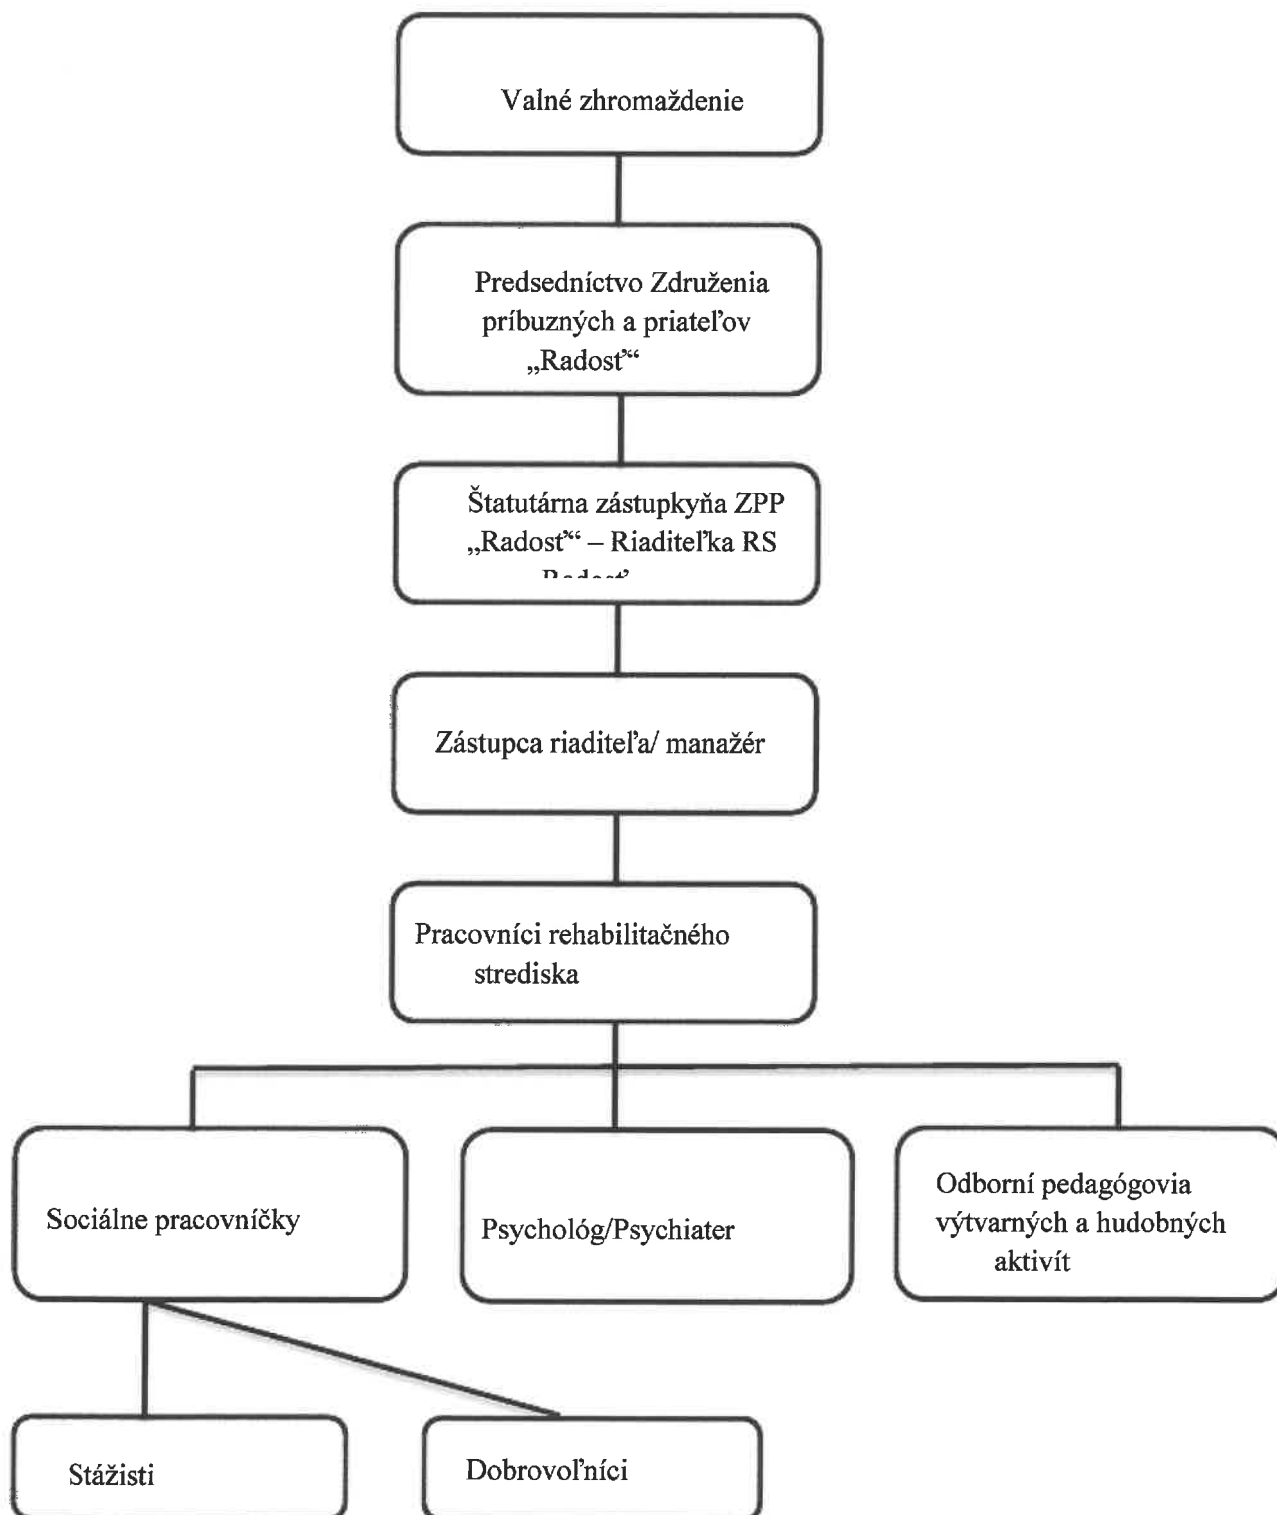 Valné zhromaždenie
Predsedníctvo Združenia
príbuzných a priateľov
„Radosť“
Štatutárna zástupkyňa ZPP
„Radosť“ – Riaditeľka RS
Zástupca riaditeľa/ manažér
Pracovníci rehabilitačného
strediska
Sociálne pracovníčky
Psychológ/Psychiater
Odborní pedagógovia
výtvarných a hudobných
aktivít
Stážisti
Dobrovoľníci